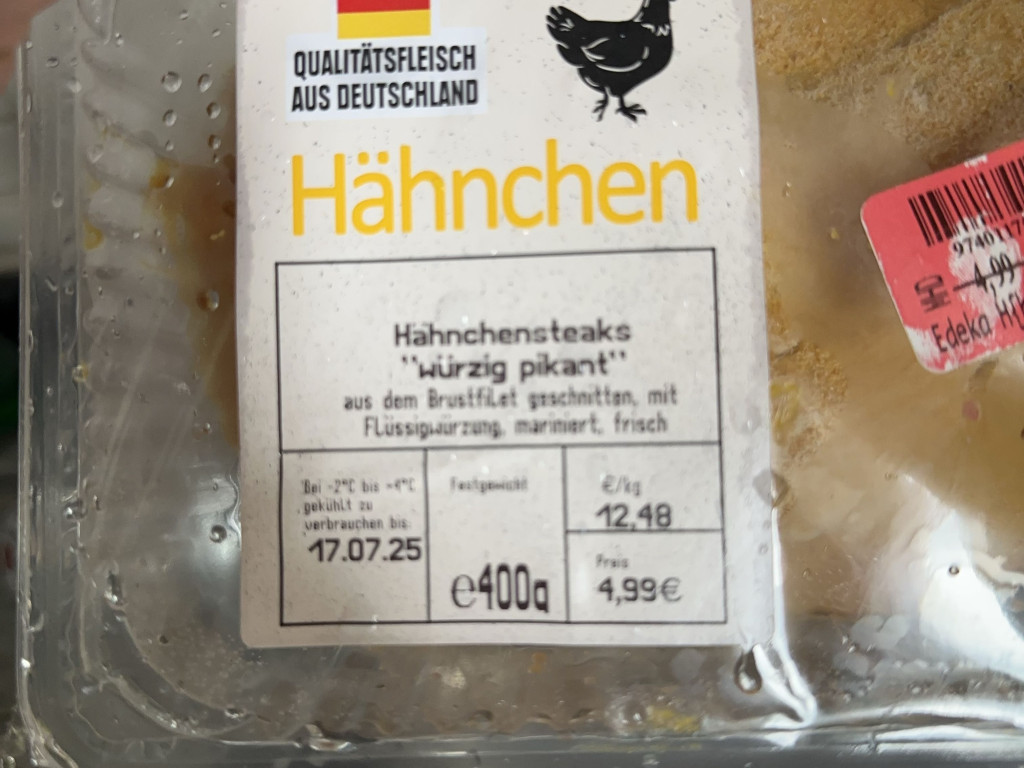 QUALITÄTSFLEISCH
AUS DEUTSCHLAND
Hähnchen
Hähnchensteaks
"würzig pikant"
aus dem Brustfilet geschnitten, mit
Flüssigwürzung, mariniert, frisch
Bei -2°C bis +4°C
gekühlt zu
verbrauchen bis:
17.07.25
Festgewicht
e400g
€/kg
12,48
Preis
4,99€
9740117
4,99
Edeka